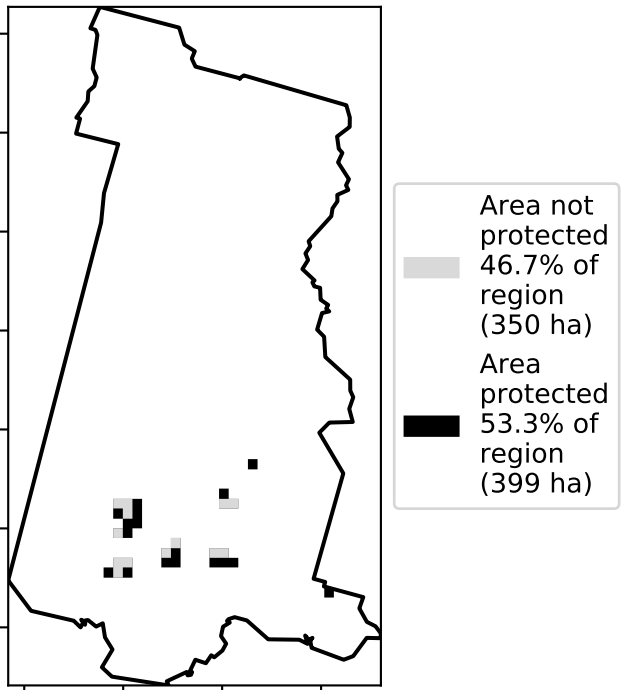 Area not
protected
46.7% of
region
(350 ha)
Area
protected
53.3% of
region
(399 ha)